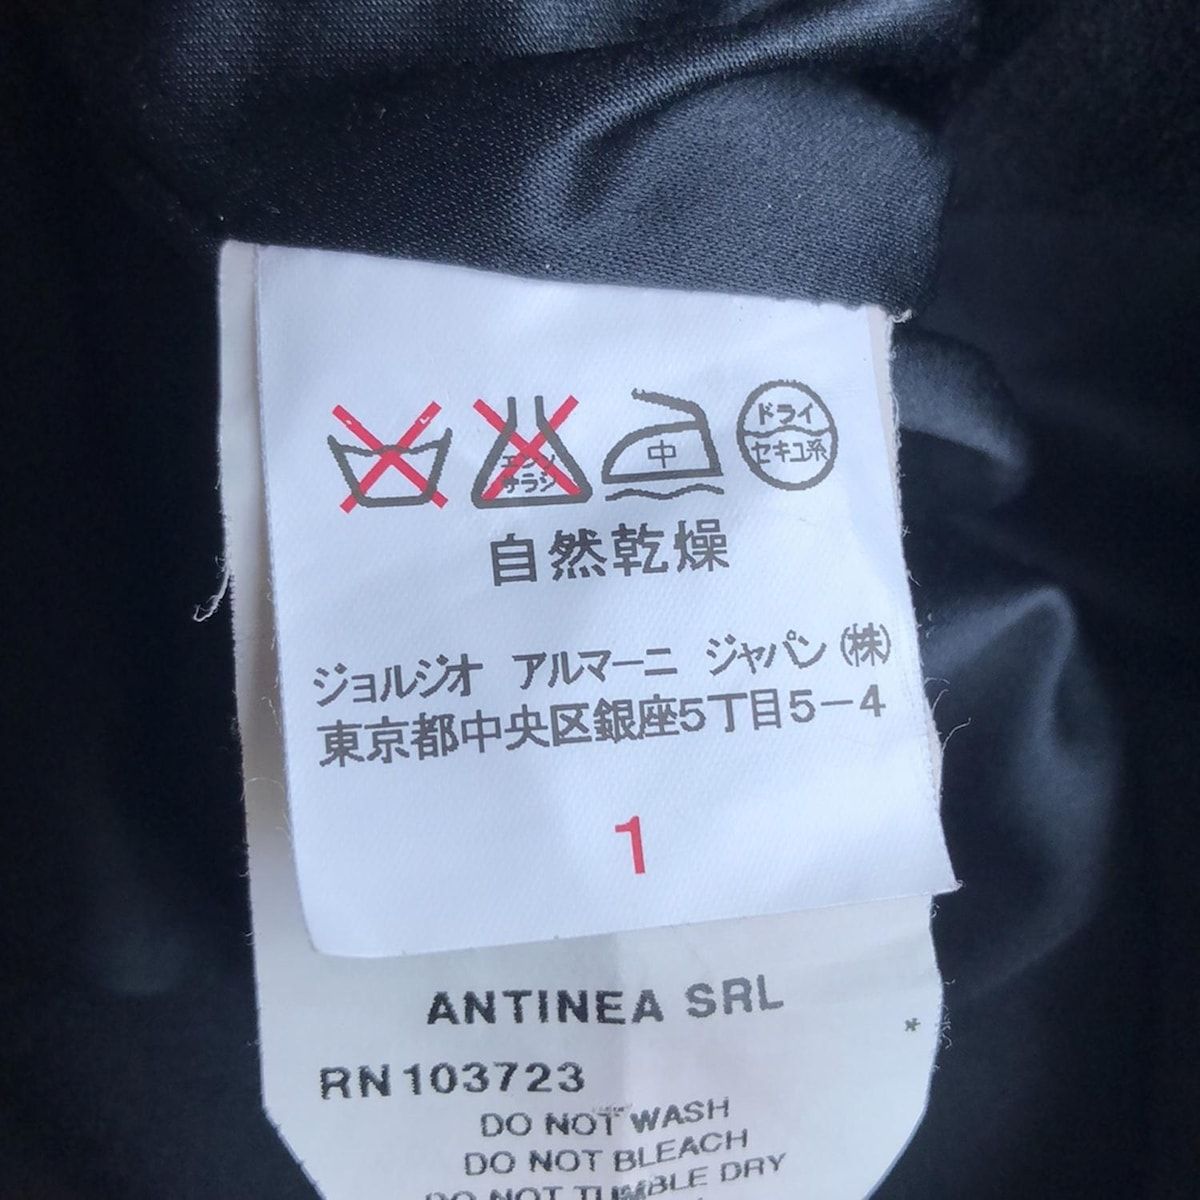 エンソ
サラシ
中
ドライ
セキユ系
自然乾燥
ジョルジオ アルマーニ ジャパン(株)
東京都中央区銀座5丁目5-4
1
ANTINEA SRL
*
RN 103723
DO NOT WASH
DO NOT BLEACH
DO NOT TUMBLE DRY